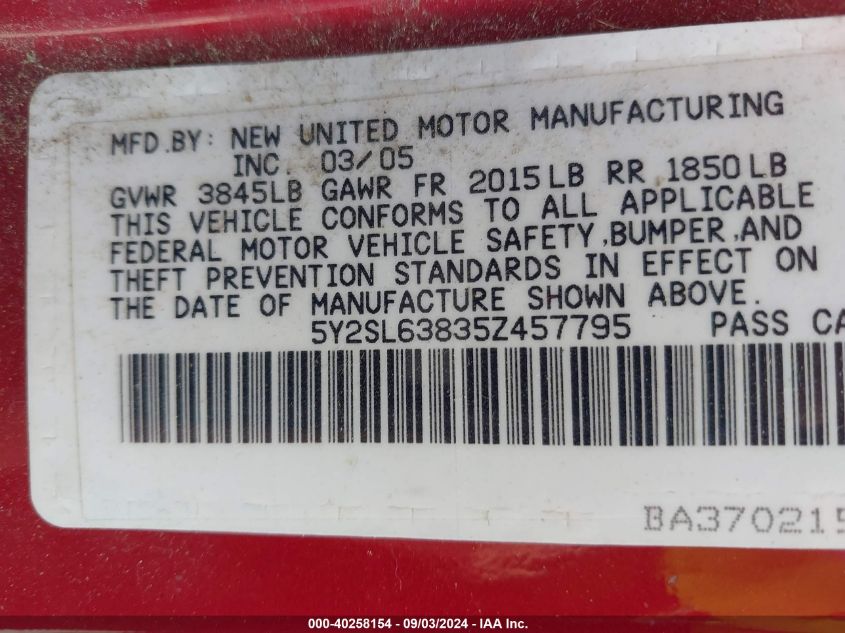 MFD.BY: NEW UNITED MOTOR MANUFACTURING
INC. 03/05
GVWR 3845LB GAWR FR 2015LB RR 1850LB
THIS VEHICLE CONFORMS TO ALL APPLICABLE
FEDERAL MOTOR VEHICLE SAFETY,BUMPER,AND
THEFT PREVENTION STANDARDS IN EFFECT ON
THE DATE OF MANUFACTURE SHOWN ABOVE.
5Y2SL63835Z457795 PASS CA
BA370215
000-40258154 - 09/03/2024 - IAA Inc.